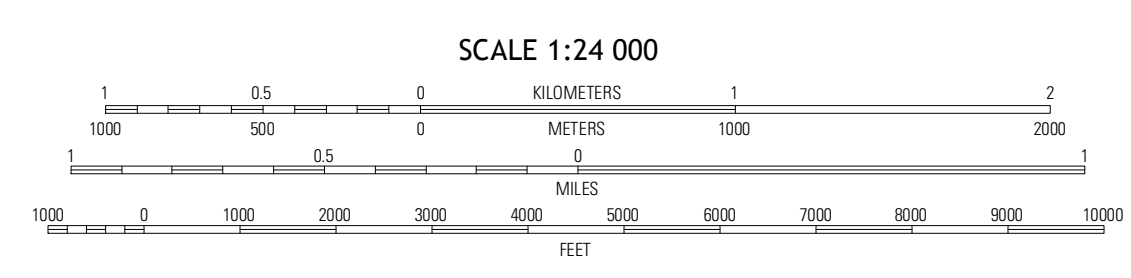 SCALE 1:24 000
1 0.5 0 KILOMETERS 1 2
1000 500 0 METERS 1000 2000
1 0.5 0 1
MILES
1000 0 1000 2000 3000 4000 5000 6000 7000 8000 9000 10000
FEET